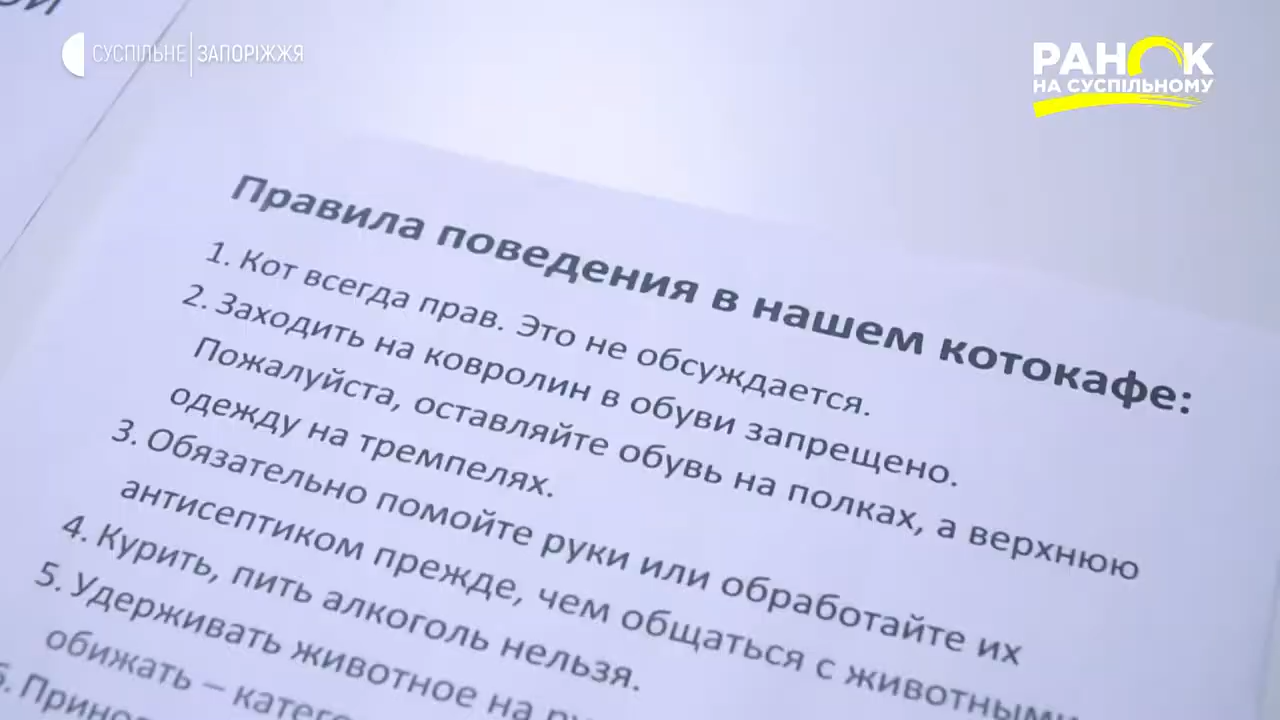 СУСПІЛЬНЕ ЗАПОРІЖЖЯ
РАНОК
НА СУСПІЛЬНОМУ
Правила поведения в нашем котокафе:
1. Кот всегда прав. Это не обсуждается.
2. Заходить на ковролин в обуви запрещено.
Пожалуйста, оставляйте обувь на полках, а верхнюю
одежду на тремпелях.
3. Обязательно помойте руки или обработайте их
антисептиком прежде, чем общаться с животными
4. Курить, пить алкоголь нельзя.
5. Удерживать животное на
обижать –